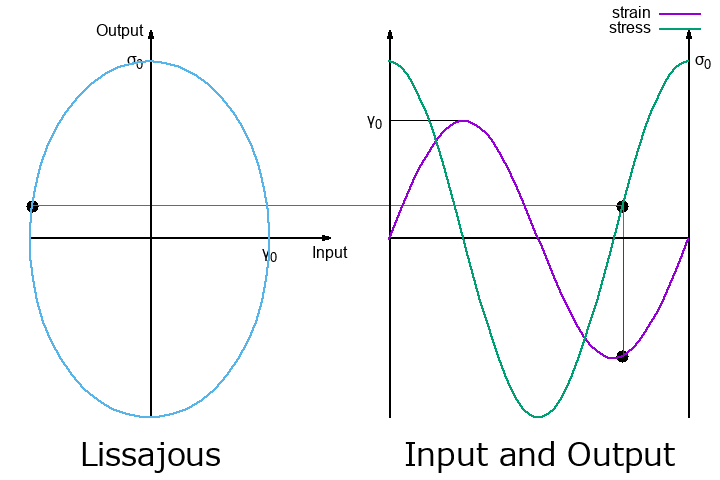 Output
σ0
γ0
Input
Lissajous
strain
stress
σ0
γ0
Input and Output